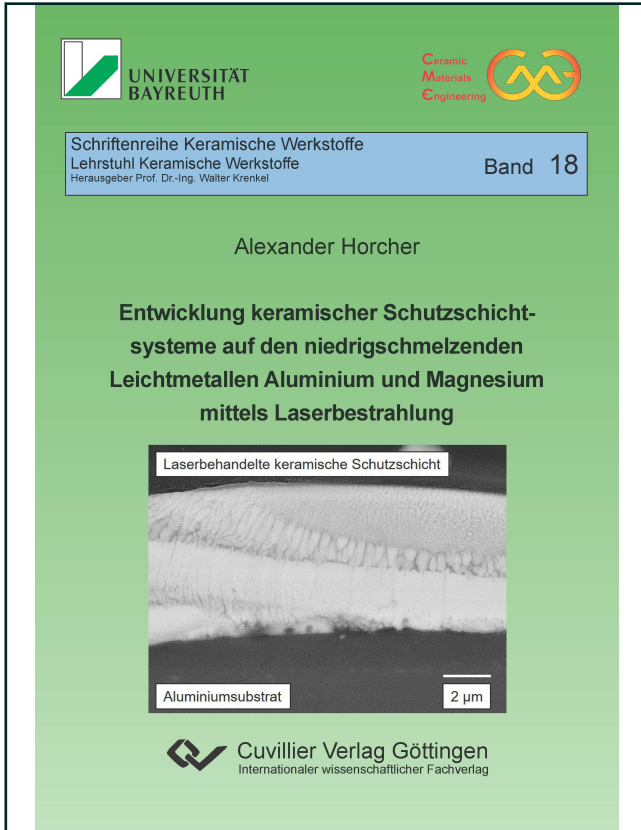 UNIVERSITÄT
BAYREUTH
Ceramic
Materials
Engineering
CME
Schriftenreihe Keramische Werkstoffe
Lehrstuhl Keramische Werkstoffe
Herausgeber Prof. Dr.-Ing. Walter Krenkel
Band 18
Alexander Horcher
Entwicklung keramischer Schutzschicht-
systeme auf den niedrigschmelzenden
Leichtmetallen Aluminium und Magnesium
mittels Laserbestrahlung
Laserbehandelte keramische Schutzschicht
Aluminiumsubstrat
2 µm
Cuvillier Verlag Göttingen
Internationaler wissenschaftlicher Fachverlag